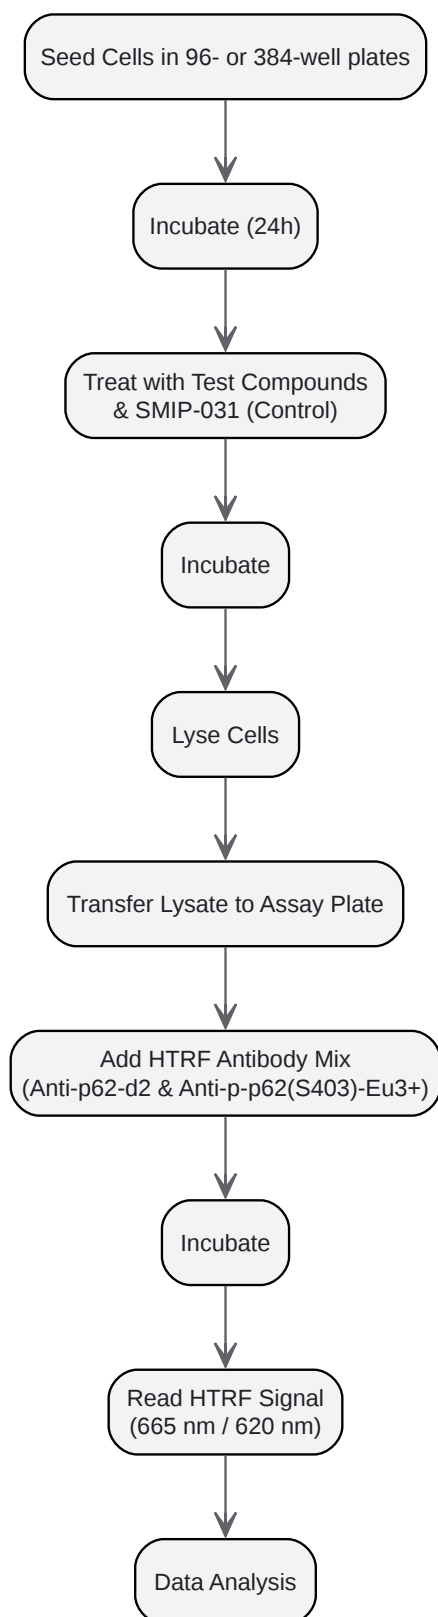 Seed Cells in 96- or 384-well plates
Incubate (24h)
Treat with Test Compounds
& SMIP-031 (Control)
Incubate
Lyse Cells
Transfer Lysate to Assay Plate
Add HTRF Antibody Mix
(Anti-p62-d2 & Anti-p-p62(S403)-Eu3+)
Incubate
Read HTRF Signal
(665 nm / 620 nm)
Data Analysis